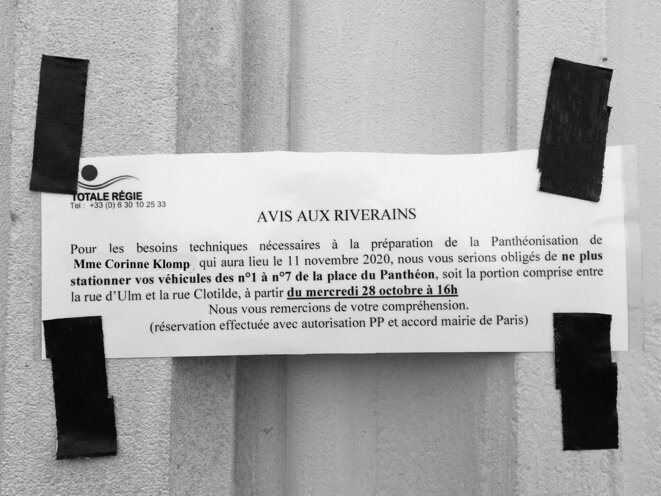 TOTALE RÉGIE
Tel : +33 (0) 6 30 10 25 33
AVIS AUX RIVERAINS
Pour les besoins techniques nécessaires à la préparation de la Panthéonisation de
Mme Corinne Klomp, qui aura lieu le 11 novembre 2020, nous vous serions obligés de ne plus
stationner vos véhicules des n°1 à n°7 de la place du Panthéon, soit la portion comprise entre
la rue d'Ulm et la rue Clotilde, à partir du mercredi 28 octobre à 16h
Nous vous remercions de votre compréhension.
(réservation effectuée avec autorisation PP et accord mairie de Paris)